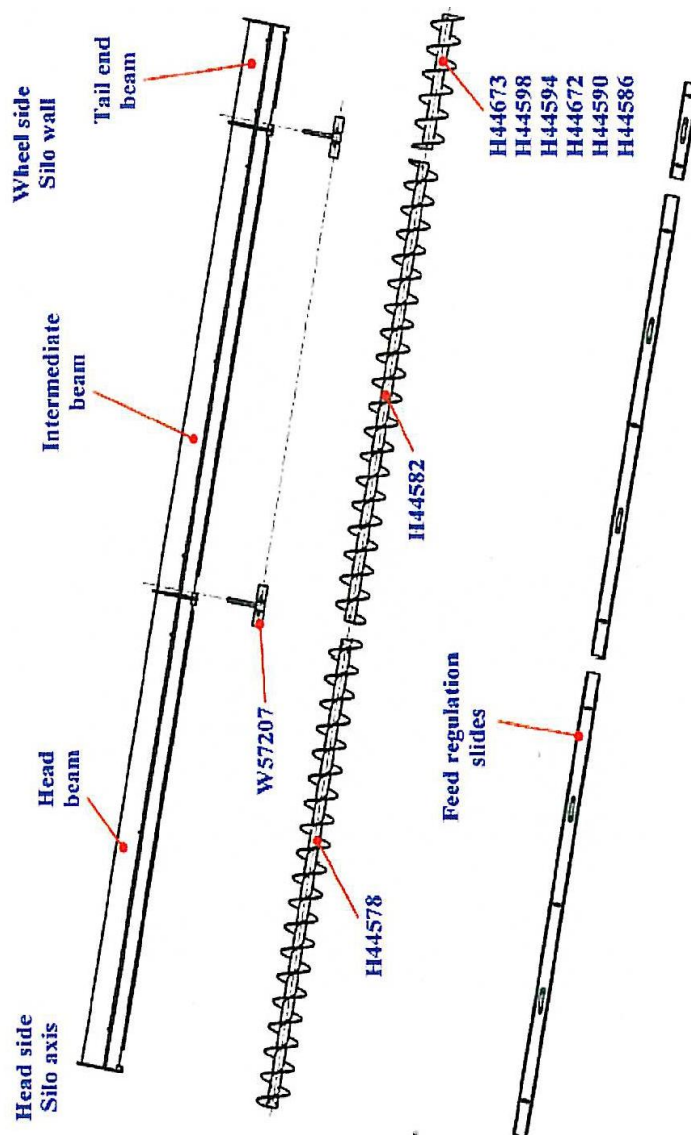 Head side
Silo axis
Head
beam
Intermediate
beam
Wheel side
Silo wall
Tail end
beam
W57207
H44578
H44582
H44673
H44598
H44594
H44672
H44590
H44586
Feed regulation
slides